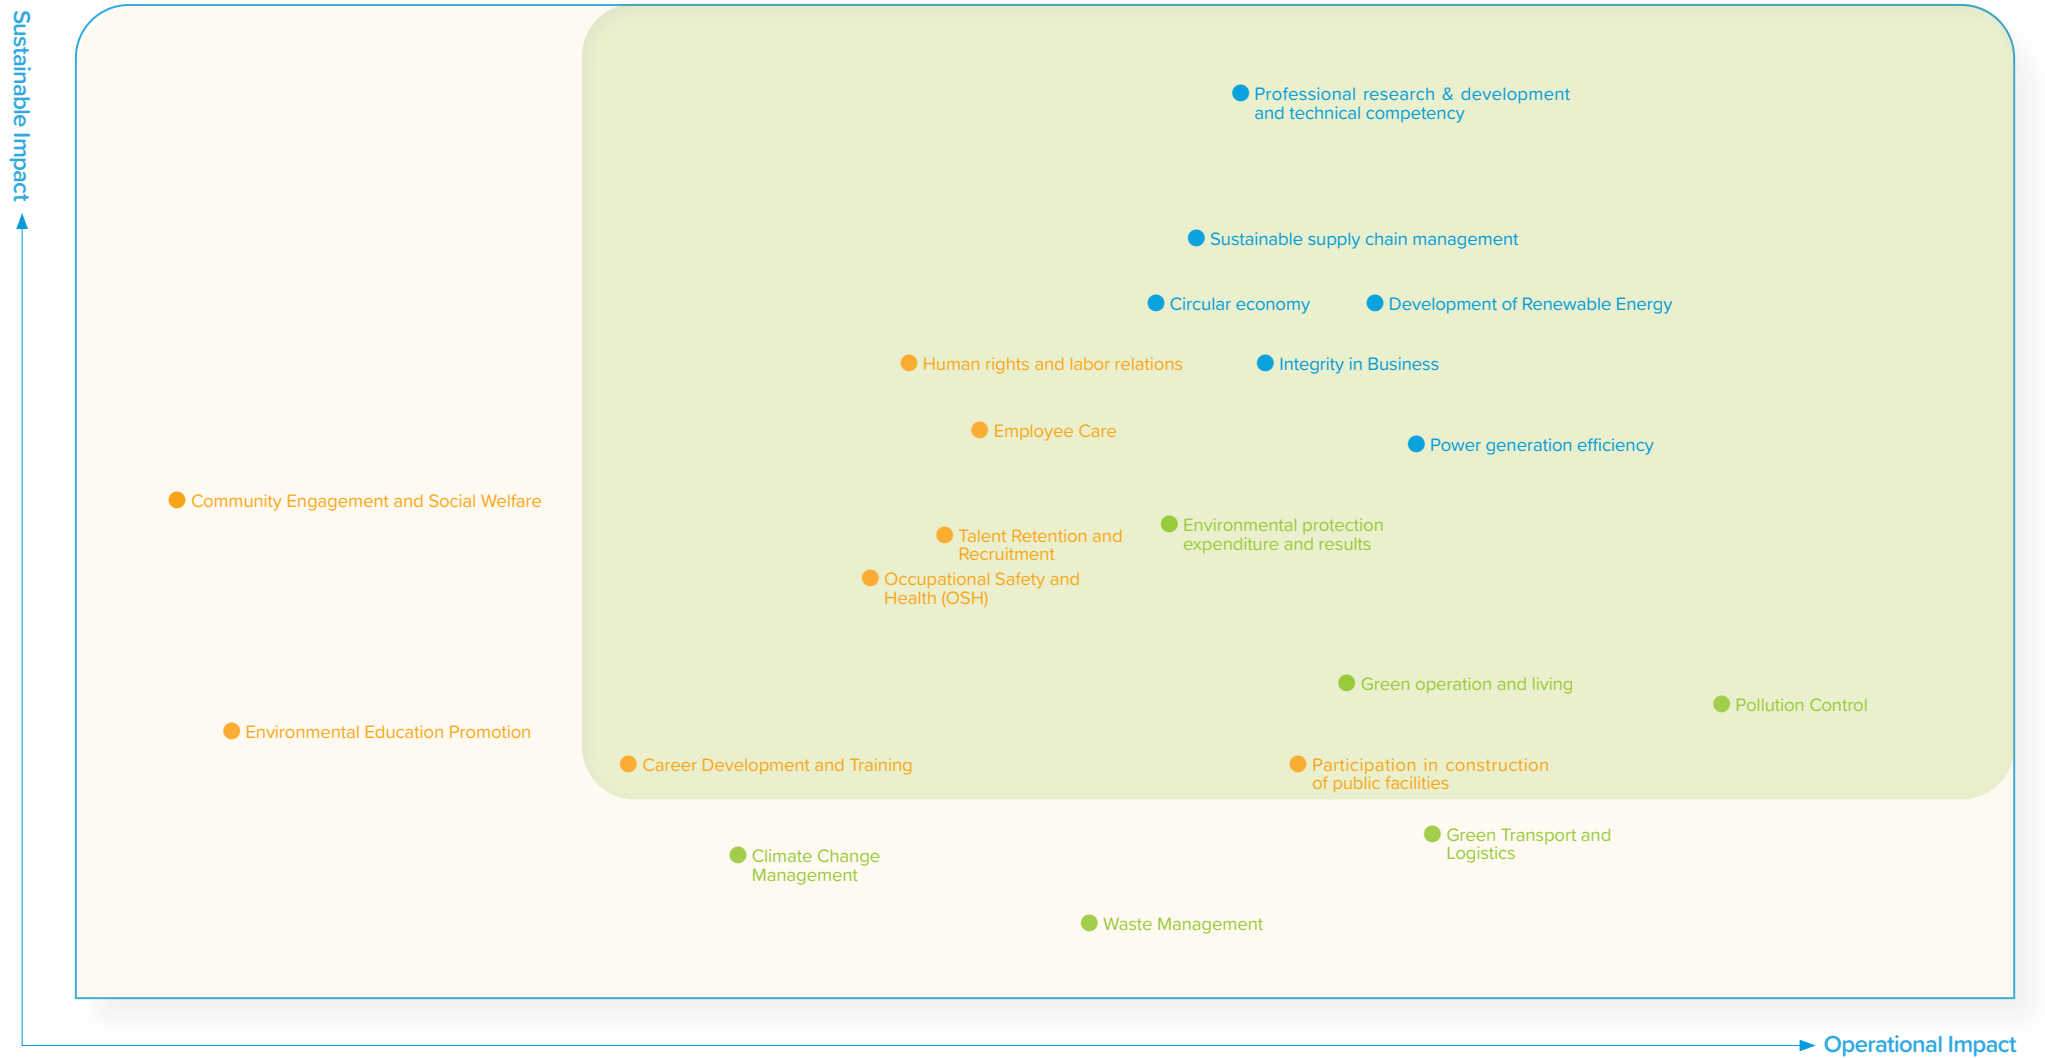 Sustainable Impact
Professional research & development
and technical competency
Sustainable supply chain management
Circular economy
Development of Renewable Energy
Human rights and labor relations
Integrity in Business
Employee Care
Power generation efficiency
Community Engagement and Social Welfare
Environmental protection
expenditure and results
Talent Retention and
Recruitment
Occupational Safety and
Health (OSH)
Green operation and living
Pollution Control
Environmental Education Promotion
Career Development and Training
Participation in construction
of public facilities
Green Transport and
Logistics
Climate Change
Management
Waste Management
Operational Impact